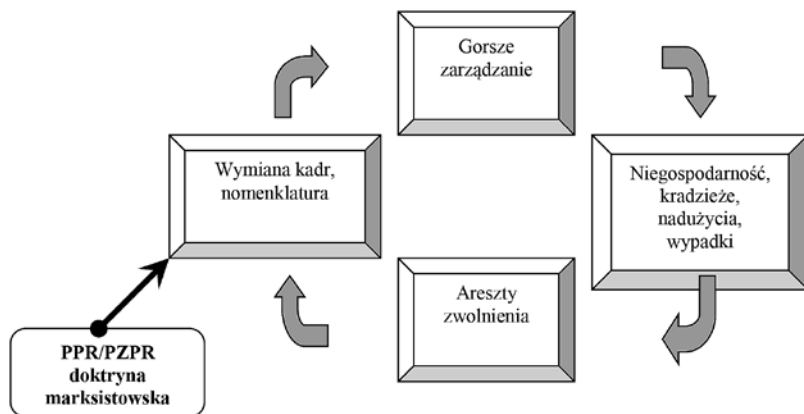 Gorsze
zarządzanie
Wymiana kadr,
nomenklatura
Niegospodarność,
kradzieże,
nadużycia,
wypadki
Areszty
zwolnienia
PPR/PZPR
doktryna
marksistowska